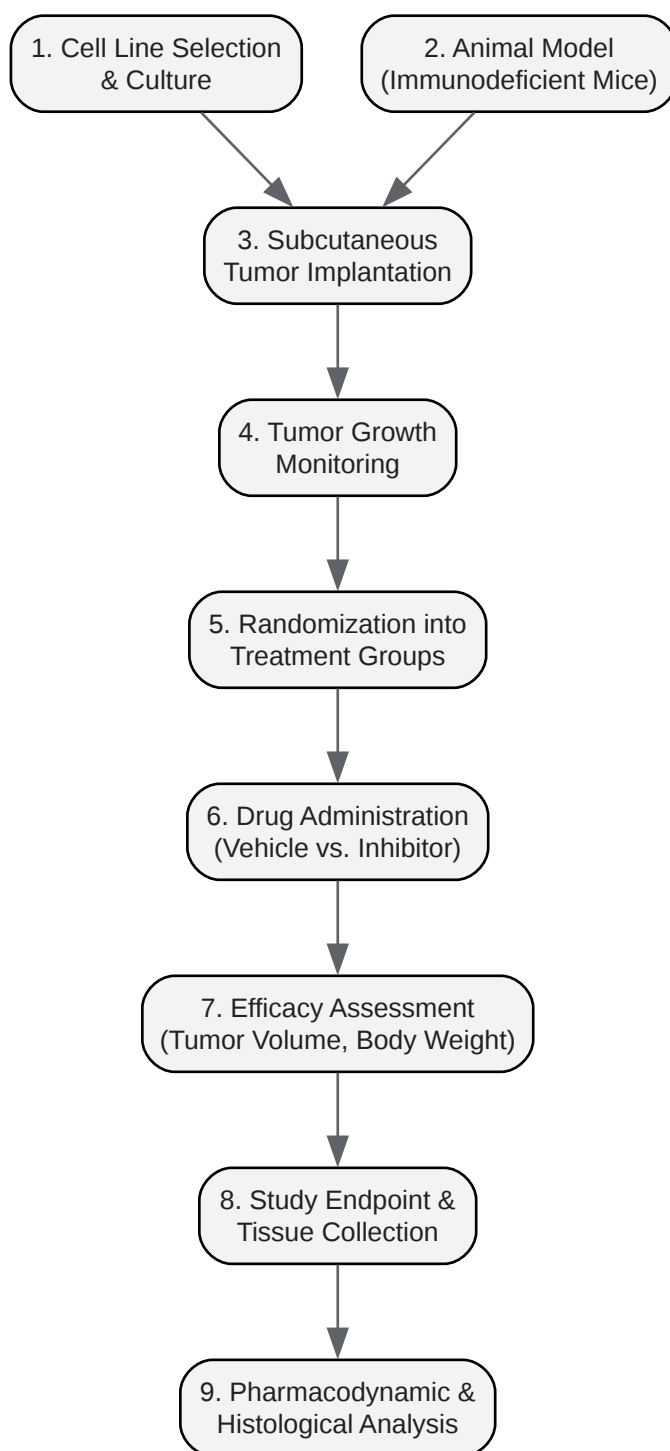 1. Cell Line Selection
& Culture
2. Animal Model
(Immunodeficient Mice)
3. Subcutaneous
Tumor Implantation
4. Tumor Growth
Monitoring
5. Randomization into
Treatment Groups
6. Drug Administration
(Vehicle vs. Inhibitor)
7. Efficacy Assessment
(Tumor Volume, Body Weight)
8. Study Endpoint &
Tissue Collection
9. Pharmacodynamic &
Histological Analysis